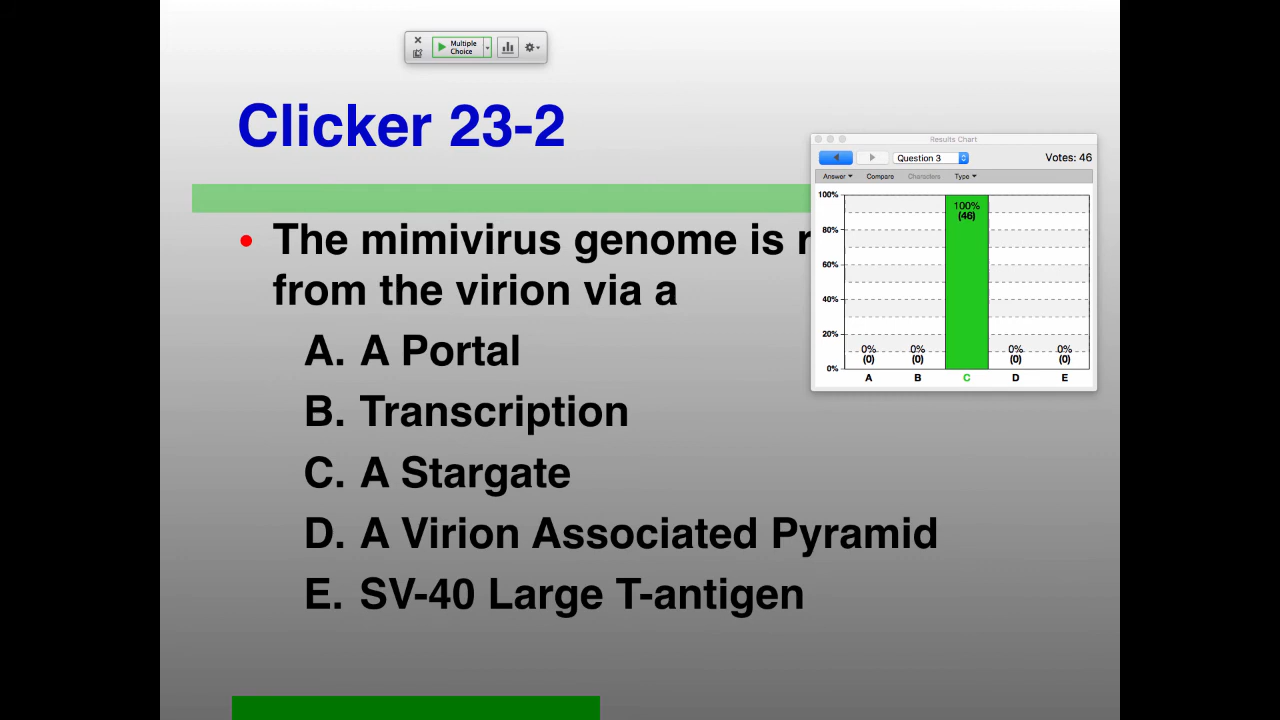 Multiple
Choice
Clicker 23-2
Results Chart
Question 3
Votes: 46
Answer
Compare
Characters
Type
100%
80%
60%
40%
20%
0%
100%
(46)
0%
(0)
0%
(0)
0%
(0)
0%
(0)
A
B
C
D
E
• The mimivirus genome is
from the virion via a
A. A Portal
B. Transcription
C. A Stargate
D. A Virion Associated Pyramid
E. SV-40 Large T-antigen